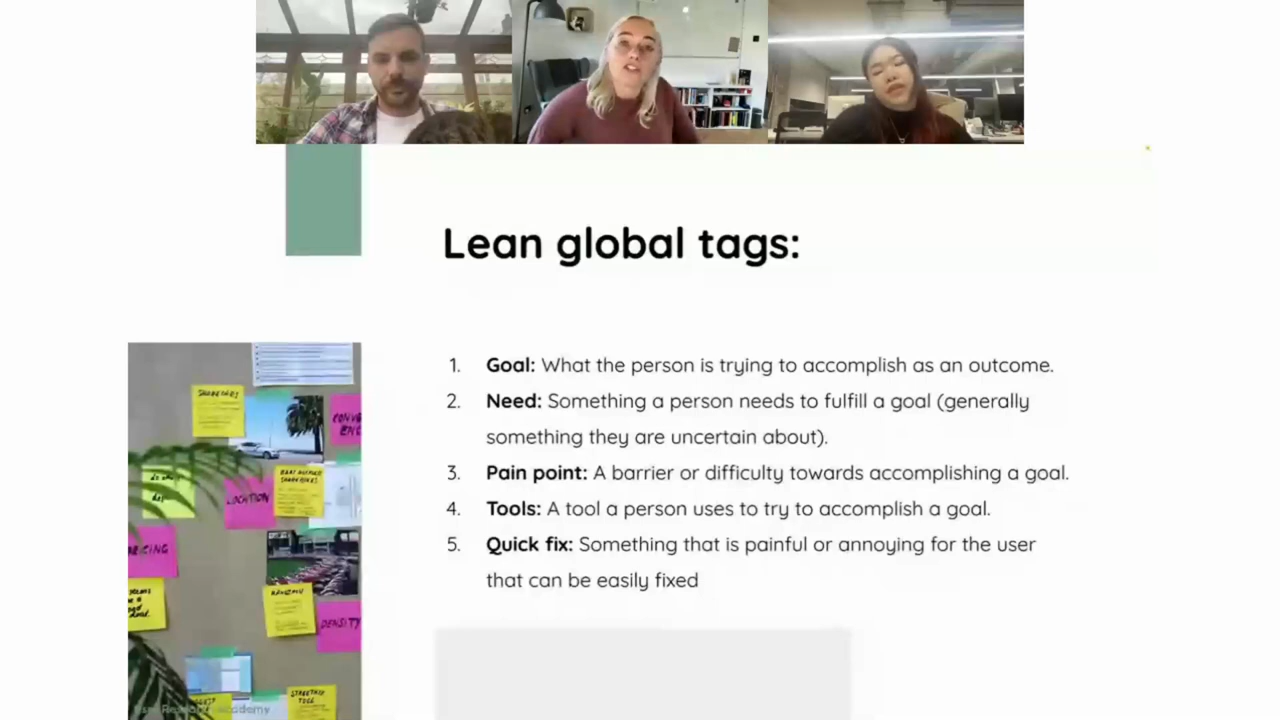 Lean global tags:
1. Goal: What the person is trying to accomplish as an outcome.
2. Need: Something a person needs to fulfill a goal (generally
something they are uncertain about).
3. Pain point: A barrier or difficulty towards accomplishing a goal.
4. Tools: A tool a person uses to try to accomplish a goal.
5. Quick fix: Something that is painful or annoying for the user
that can be easily fixed
LOCATION
DENSITY